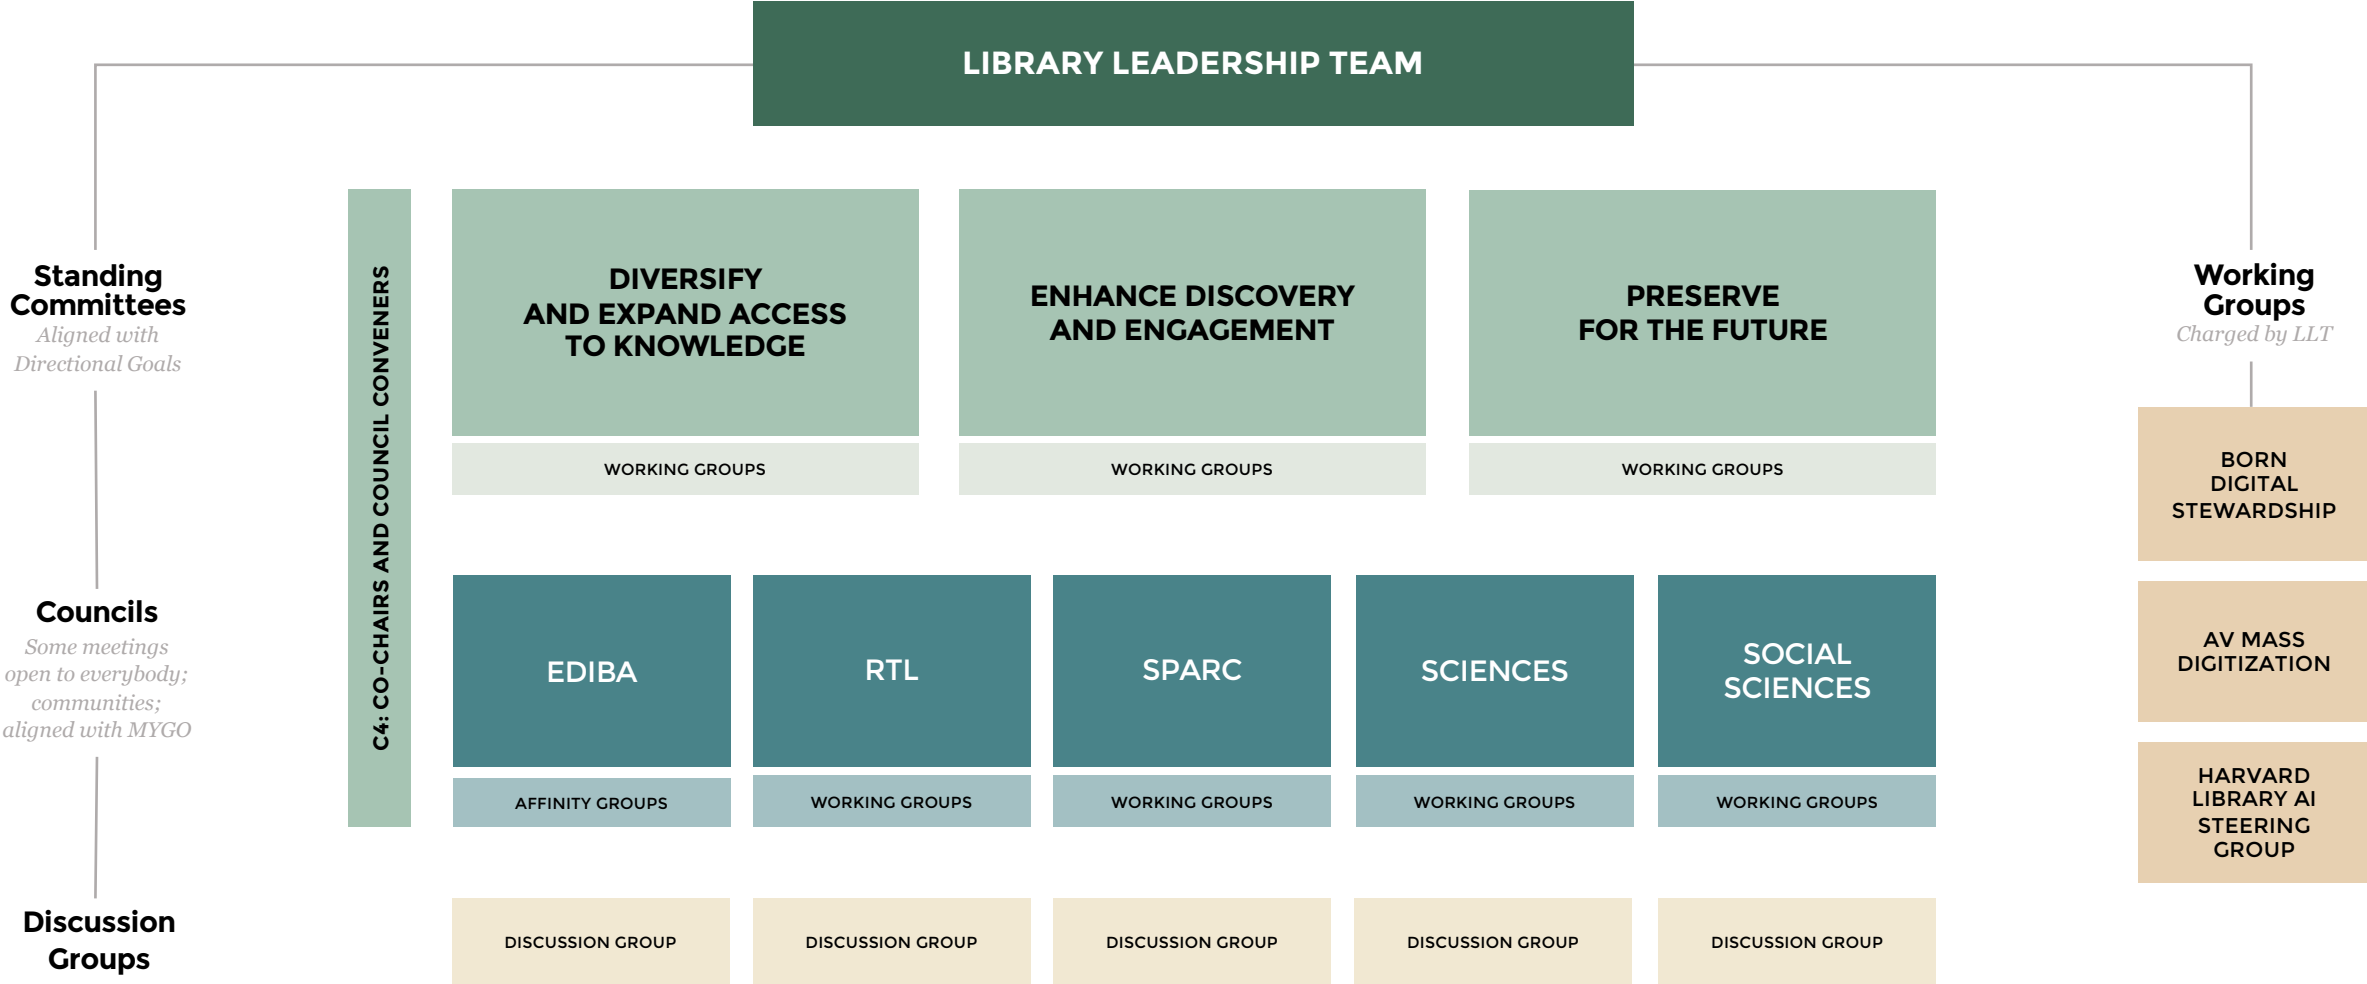 LIBRARY LEADERSHIP TEAM
Standing
Committees
Aligned with
Directional Goals
C4: CO-CHAIRS AND COUNCIL CONVENERS
DIVERSIFY
AND EXPAND ACCESS
TO KNOWLEDGE
WORKING GROUPS
ENHANCE DISCOVERY
AND ENGAGEMENT
WORKING GROUPS
PRESERVE
FOR THE FUTURE
WORKING GROUPS
Councils
Some meetings
open to everybody;
communities;
aligned with MYGO
EDIBA
AFFINITY GROUPS
RTL
WORKING GROUPS
SPARC
WORKING GROUPS
SCIENCES
WORKING GROUPS
SOCIAL
SCIENCES
WORKING GROUPS
Discussion
Groups
DISCUSSION GROUP
DISCUSSION GROUP
DISCUSSION GROUP
DISCUSSION GROUP
DISCUSSION GROUP
Working
Groups
Charged by LLT
BORN
DIGITAL
STEWARDSHIP
AV MASS
DIGITIZATION
HARVARD
LIBRARY AI
STEERING
GROUP